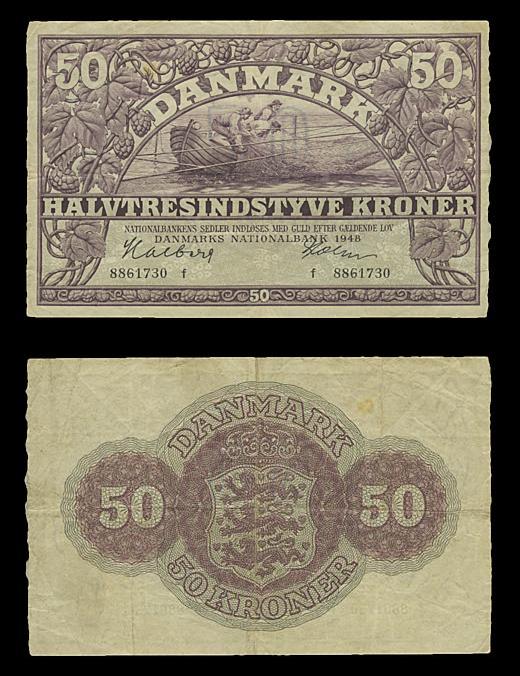 50 50
DANMARK
HALVTRESINDSTYVE KRONER
NATIONALBANKENS SEDLER INDLØSES MED GULD EFTER GÆLDENDE LOV
DANMARKS NATIONALBANK 1948
Halberg
8861730 f f 8861730
50
DANMARK
50 50
50 KRONER